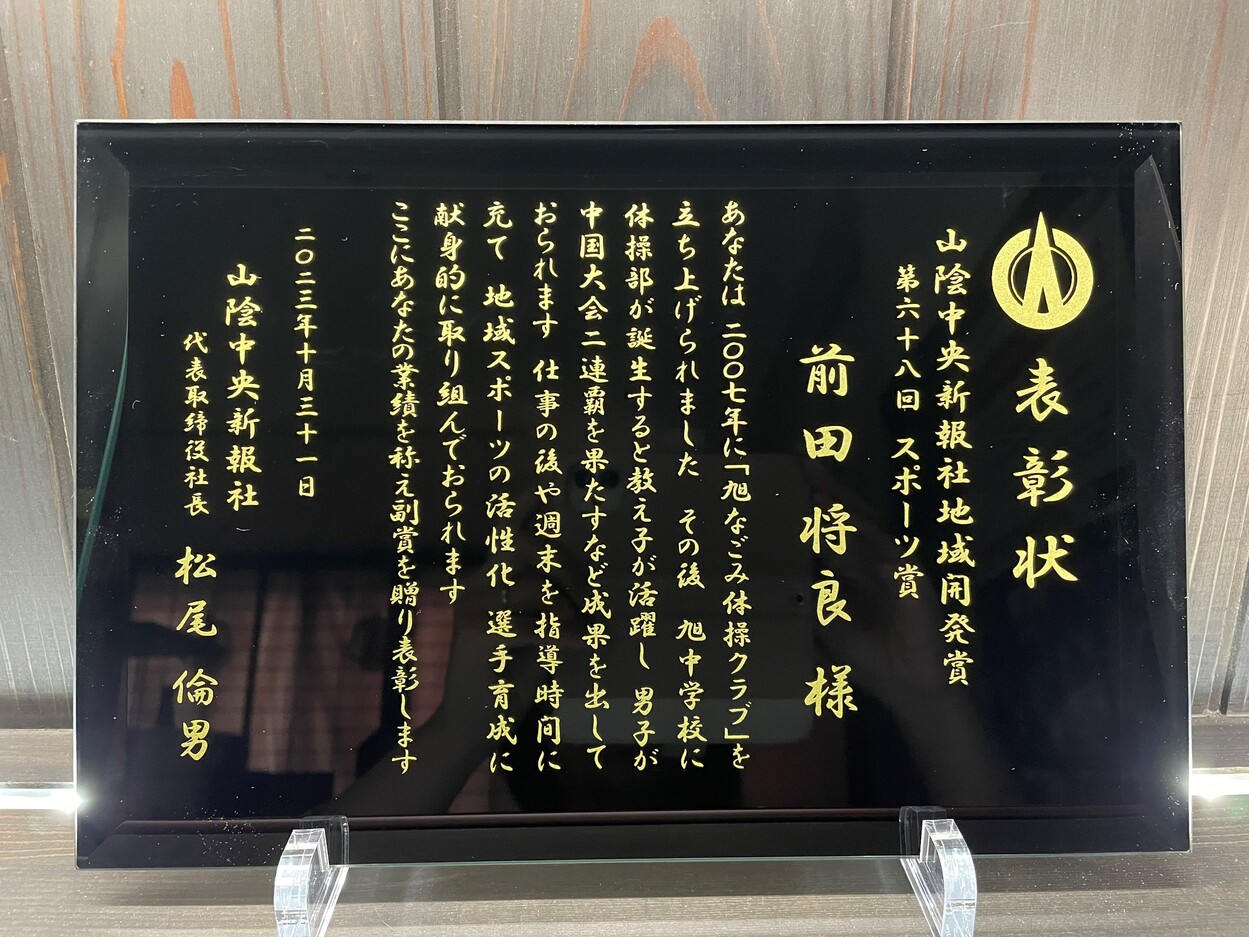 表彰状
山陰中央新報社地域開発賞
第六十八回 スポーツ賞
前田将良 様
あなたは 二〇〇七年に「旭なごみ体操クラブ」を
立ち上げられました その後 旭中学校に
体操部が誕生すると教え子が活躍し 男子が
中国大会二連覇を果たすなど成果を出して
おられます 仕事の後や週末を指導時間に
充て 地域スポーツの活性化 選手育成に
献身的に取り組んでおられます
ここにあなたの業績を称え副賞を贈り表彰します
二〇二三年十月三十一日
山陰中央新報社
代表取締役社長 松尾 倫男